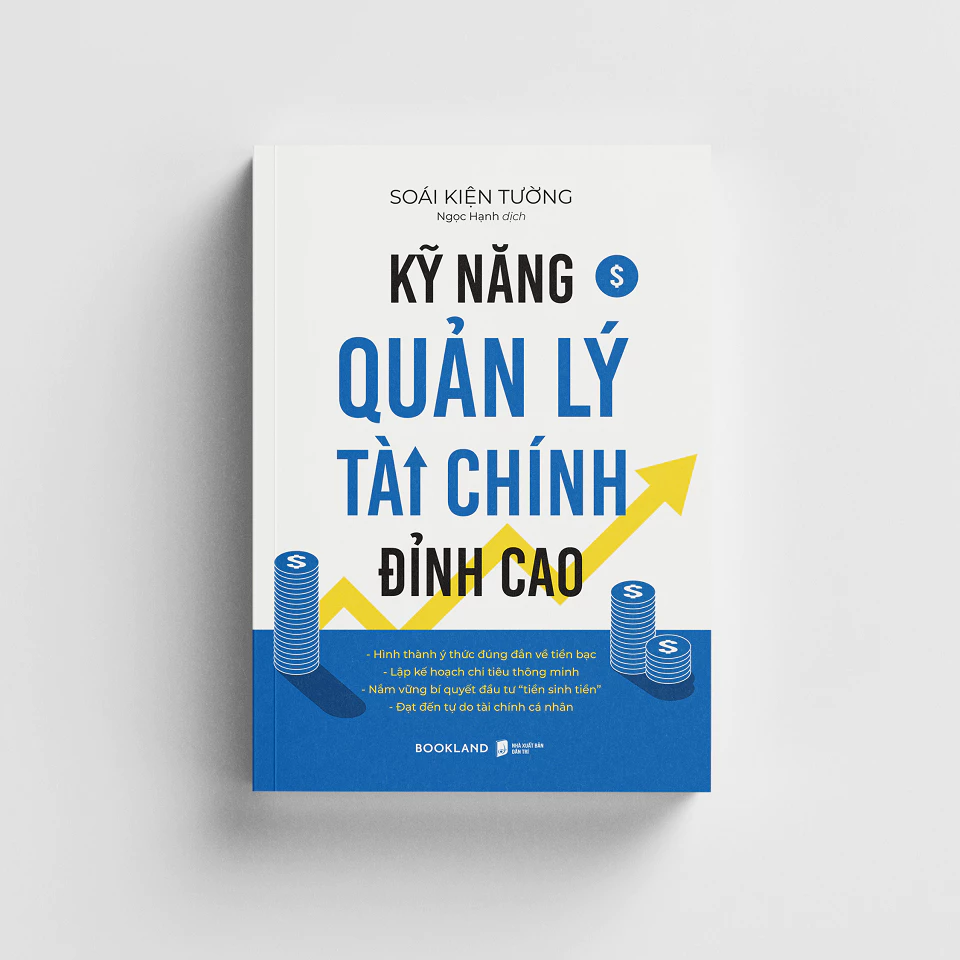 SOÁI KIỆN TƯỜNG
Ngọc Hạnh dịch
KỸ NĂNG
$
QUẢN LÝ
TÀI CHÍNH
ĐỈNH CAO
$
$
$
- Hình thành ý thức đúng đắn về tiền bạc
- Lập kế hoạch chi tiêu thông minh
- Nắm vững bí quyết đầu tư “tiền sinh tiền”
- Đạt đến tự do tài chính cá nhân
BOOKLAND
NHÀ XUẤT BẢN
DÂN TRÍ